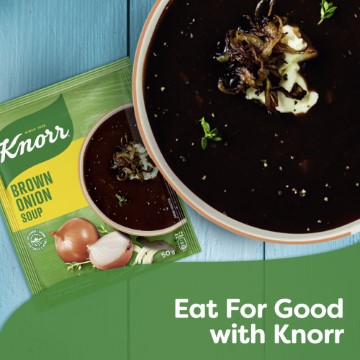 Knorr
BROWN
ONION
SOUP
50g
Eat For Good
with Knorr